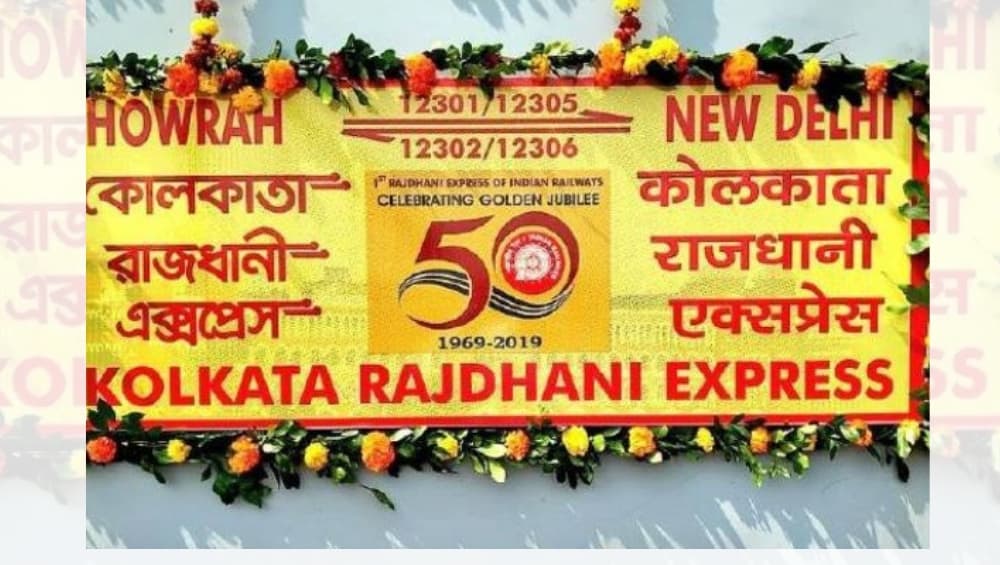 HOWRAH
NEW DELHI
12301/12305
12302/12306
কোলকাতা
রাজধানী
এক্সপ্রেস
1ST RAJDHANI EXPRESS OF INDIAN RAILWAYS
CELEBRATING GOLDEN JUBILEE
50
1969-2019
कोलकाता
राजधानी
एक्सप्रेस
KOLKATA RAJDHANI EXPRESS